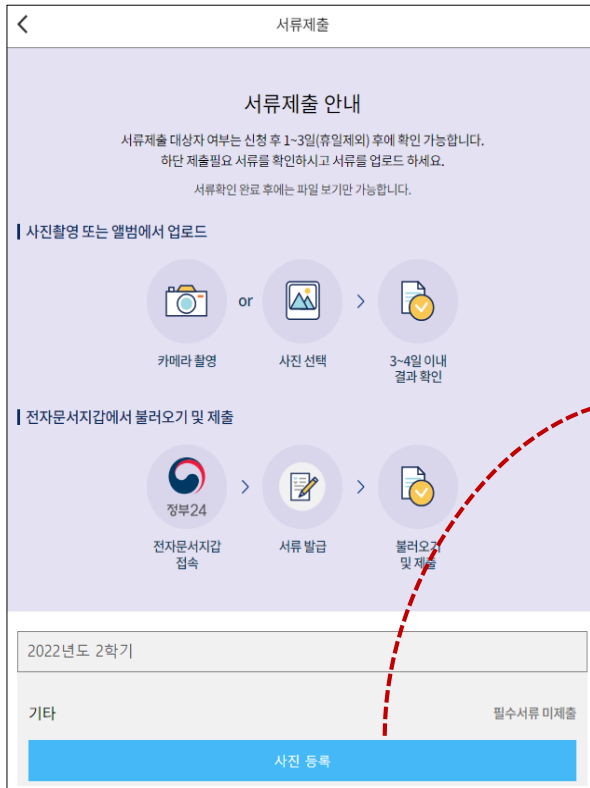 서류제출
서류제출 안내
서류제출 대상자 여부는 신청 후 1~3일(휴일제외) 후에 확인 가능합니다.
하단 제출필요 서류를 확인하시고 서류를 업로드 하세요.
서류확인 완료 후에는 파일 보기만 가능합니다.
사진촬영 또는 앨범에서 업로드
or
카메라 촬영 사진 선택 3~4일 이내
결과 확인
전자문서지갑에서 불러오기 및 제출
정부24
전자문서지갑 서류 발급 불러오기
접속 및 제출
2022년도 2학기
기타 필수서류 미제출
사진 등록